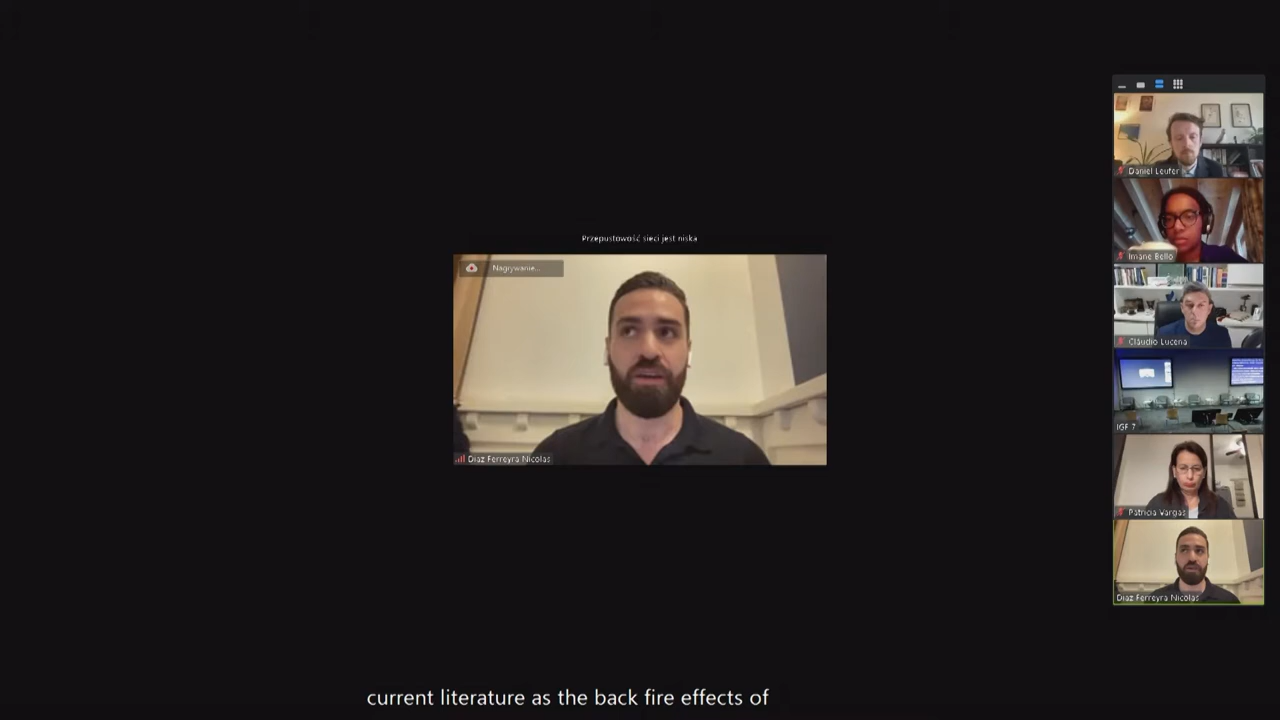 Przepustowość sieci jest niska
Nagrywanie...
Diaz Ferreyra Nicolas
Daniel Leufer
Imane Bello
Cláudio Lucena
IGF 7
Patricia Vargas
Diaz Ferreyra Nicolas
current literature as the back fire effects of